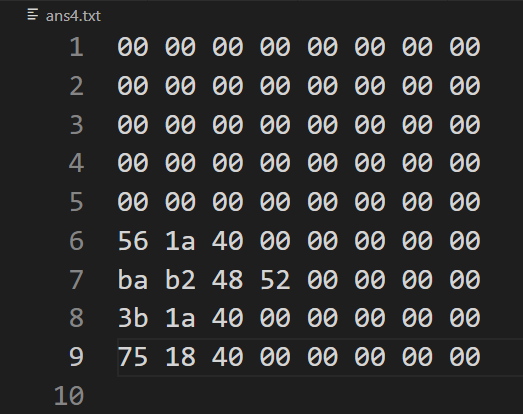 ans4.txt
1 00 00 00 00 00 00 00 00
2 00 00 00 00 00 00 00 00
3 00 00 00 00 00 00 00 00
4 00 00 00 00 00 00 00 00
5 00 00 00 00 00 00 00 00
6 56 1a 40 00 00 00 00 00
7 ba b2 48 52 00 00 00 00
8 3b 1a 40 00 00 00 00 00
9 75 18 40 00 00 00 00 00
10